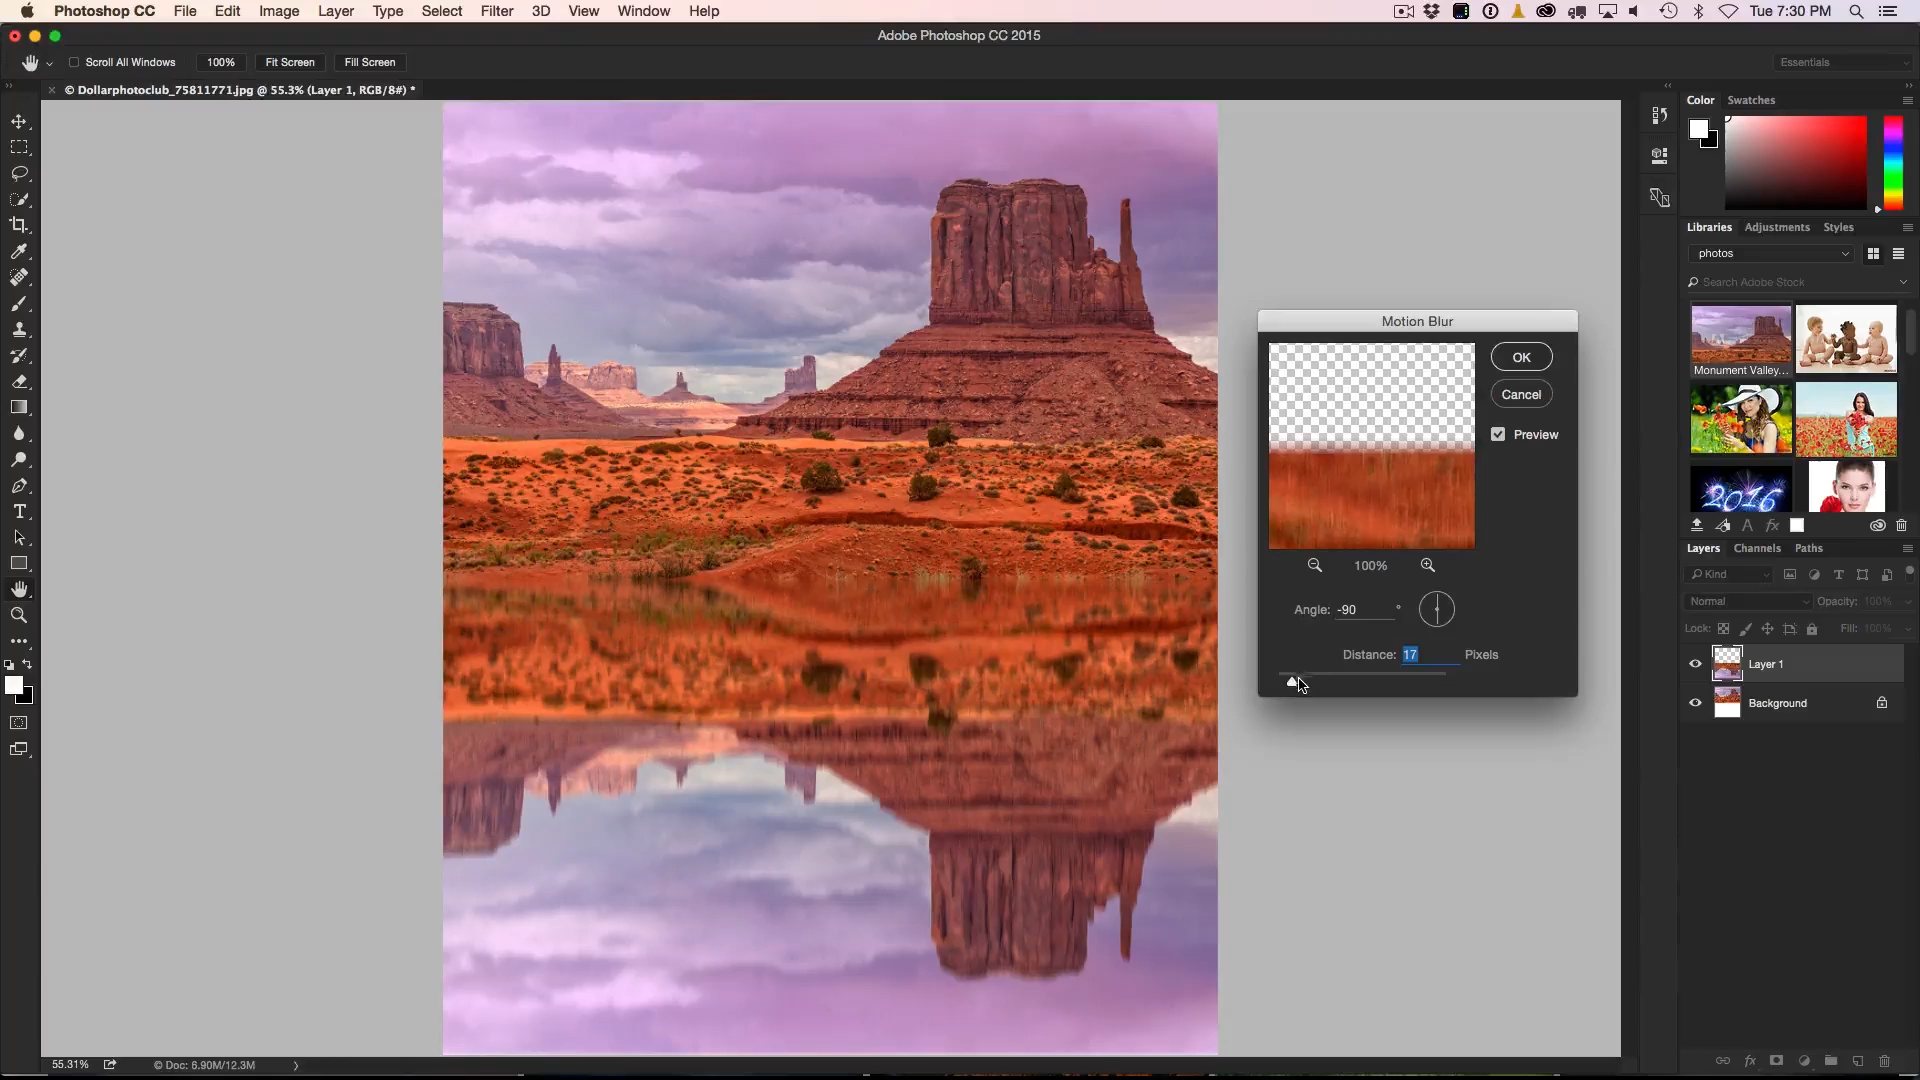 Photoshop CC File Edit Image Layer Type Select Filter 3D View Window Help Tue 7:30 PM
Adobe Photoshop CC 2015
Scroll All Windows 100% Fit Screen Fill Screen Essentials
× © Dollarphotoclub_75811771.jpg @ 55.3% (Layer 1, RGB/8#) *
Color Swatches
Libraries Adjustments Styles
photos
Search Adobe Stock
Monument Valley...
2016
Motion Blur
OK
Cancel
Preview
100%
Angle: -90 °
Distance: 17 Pixels
Layers Channels Paths
Kind
Normal Opacity: 100%
Lock: Fill: 100%
Layer 1
Background
55.31% © Doc: 6.90M/12.3M